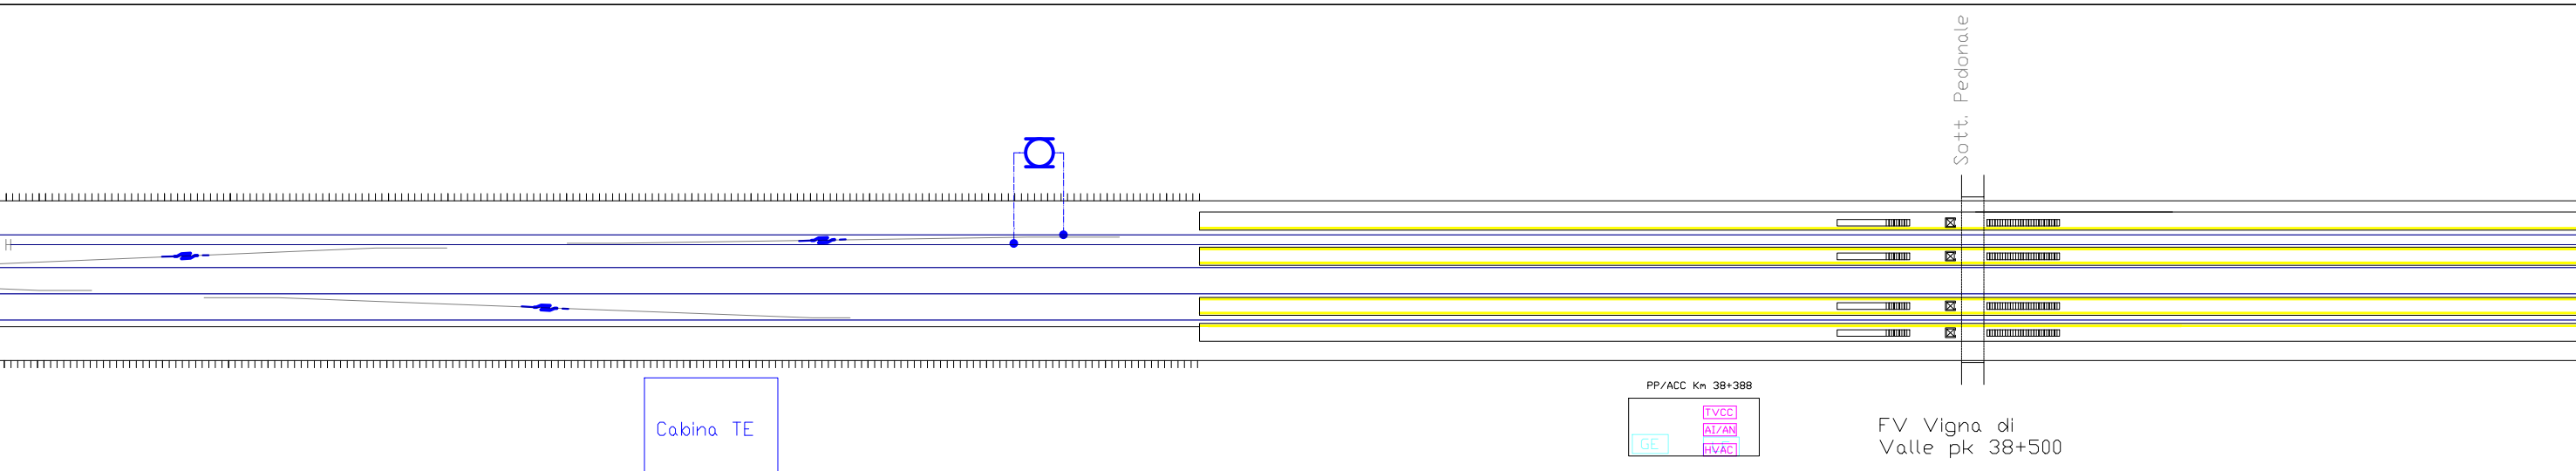 Sott. Pedonale
PP/ACC Km 38+388
TVCC
AI/AN
GE
HVAC
Cabina TE
FV Vigna di
Valle pk 38+500